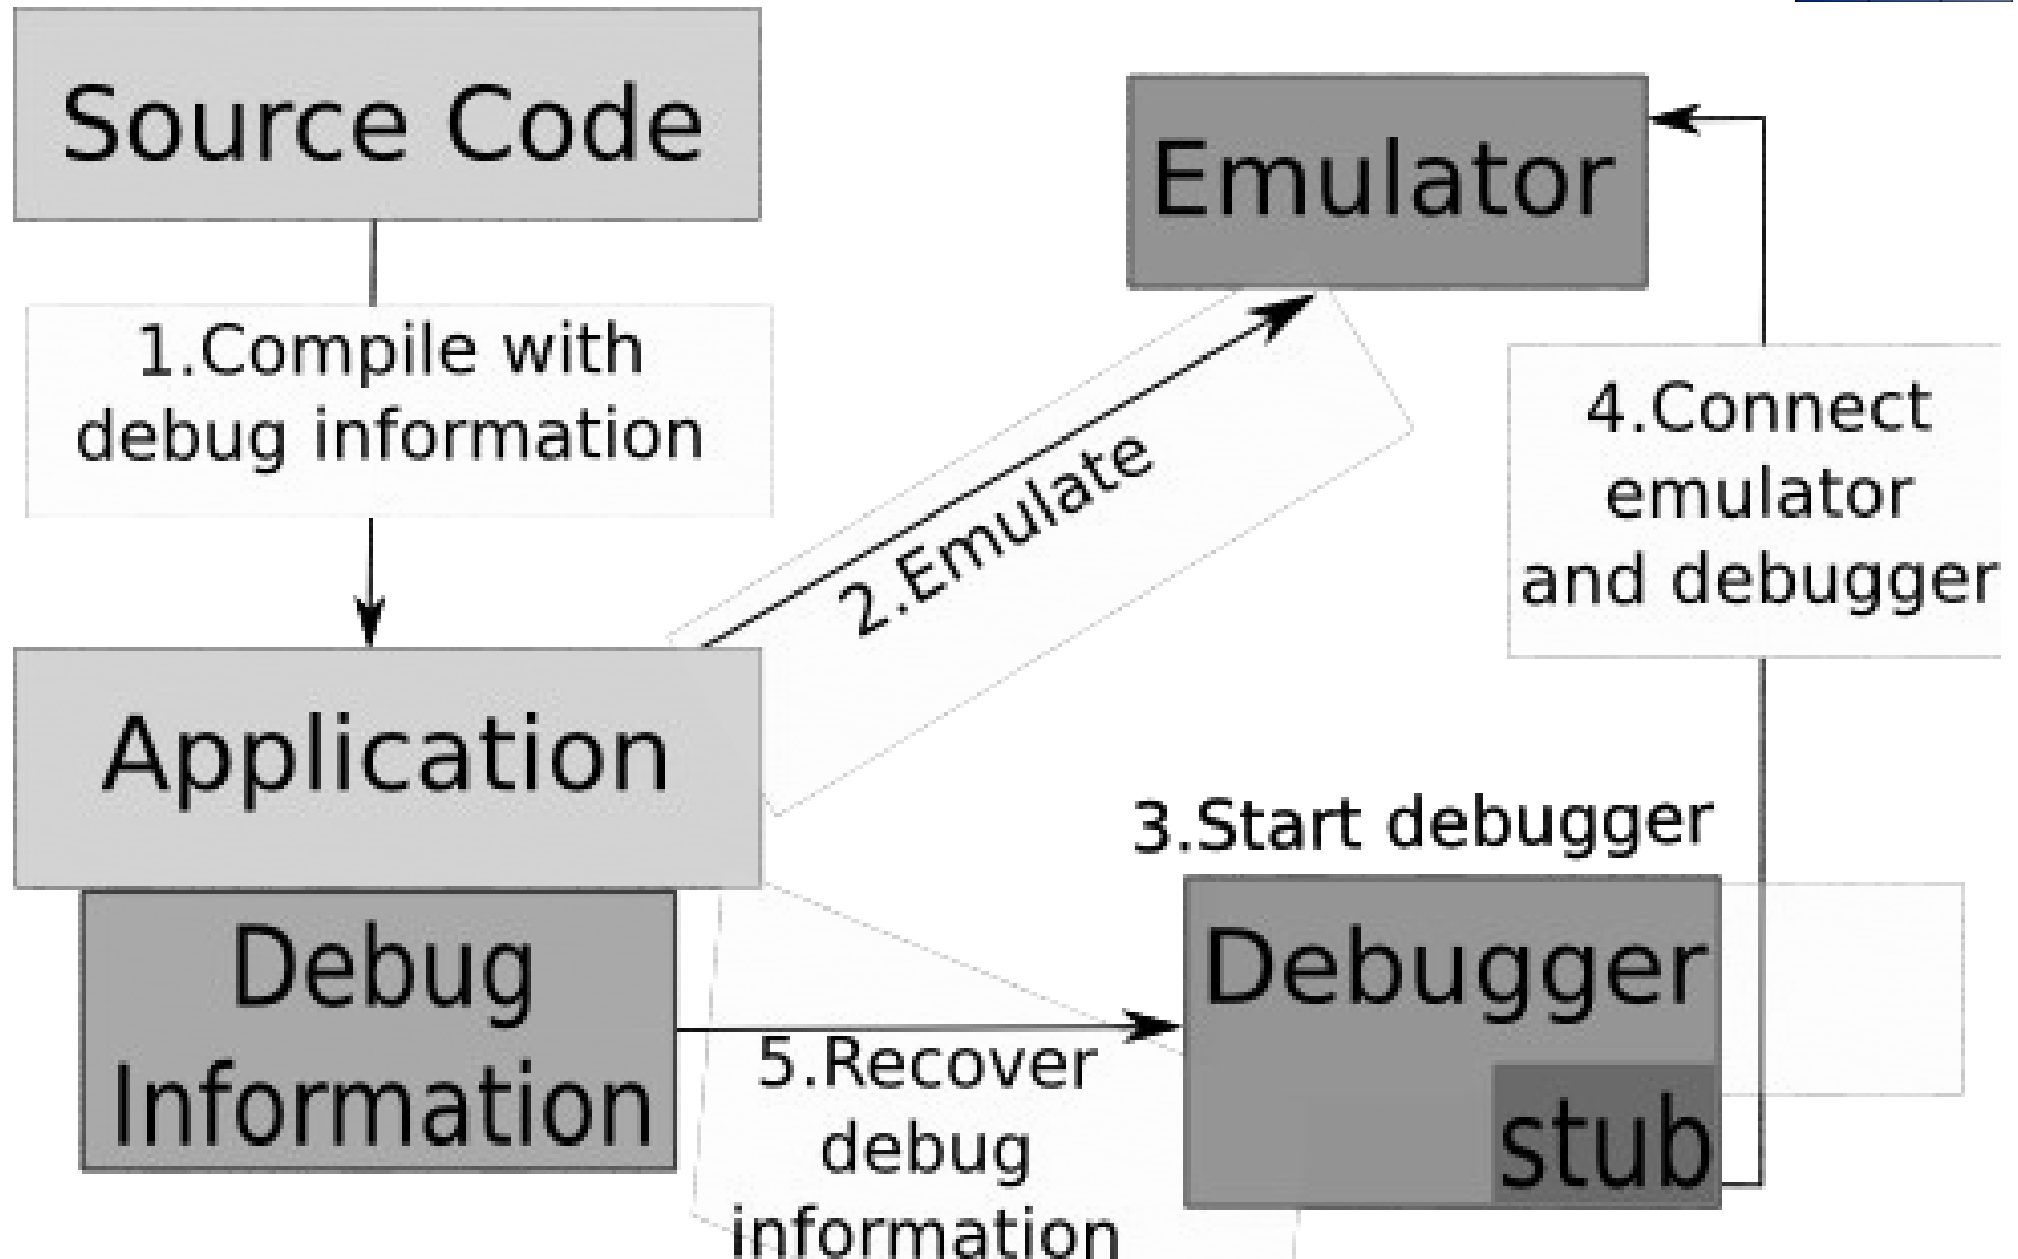 Source Code
Emulator
1.Compile with
debug information
2.Emulate
4.Connect
emulator
and debugger
Application
3.Start debugger
Debug
Information
Debugger
stub
5.Recover
debug
information